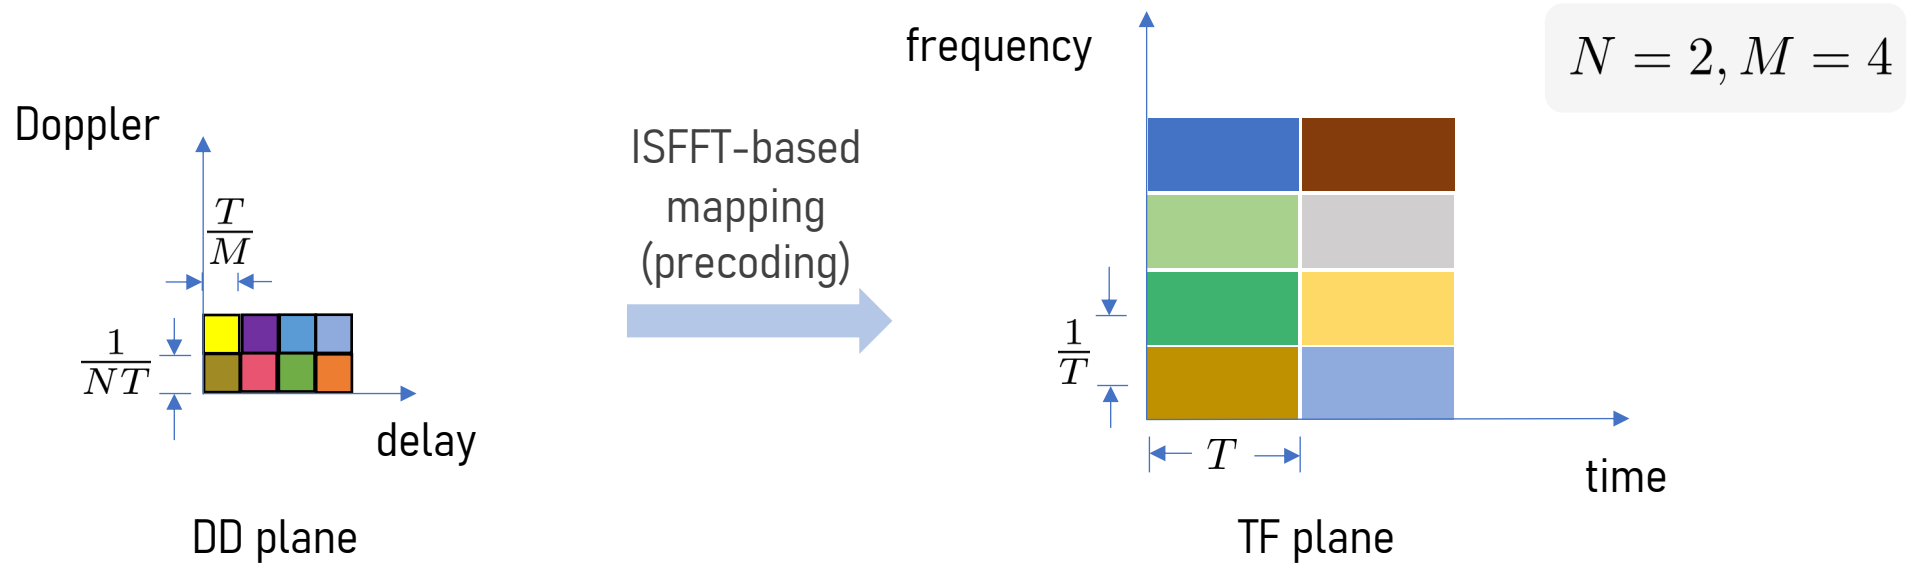 N = 2, M = 4
frequency
Doppler
ISFFT-based
mapping
(precoding)
T
M
1
NT
1
T
delay
T
time
DD plane
TF plane